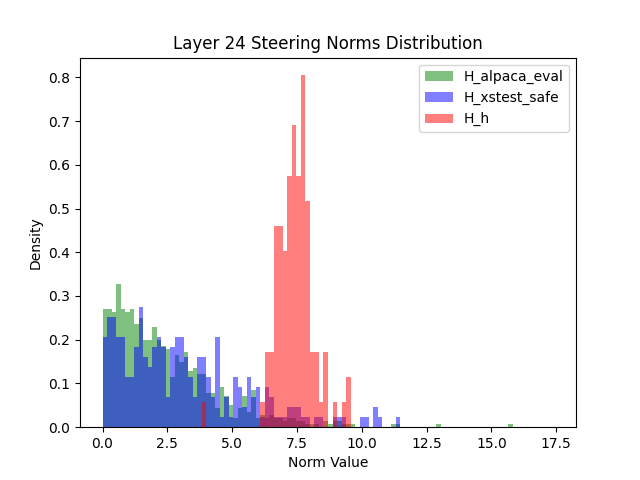 Layer 24 Steering Norms Distribution
H_alpaca_eval
H_xstest_safe
H_h
Density
0.8
0.7
0.6
0.5
0.4
0.3
0.2
0.1
0.0
0.0 2.5 5.0 7.5 10.0 12.5 15.0 17.5
Norm Value